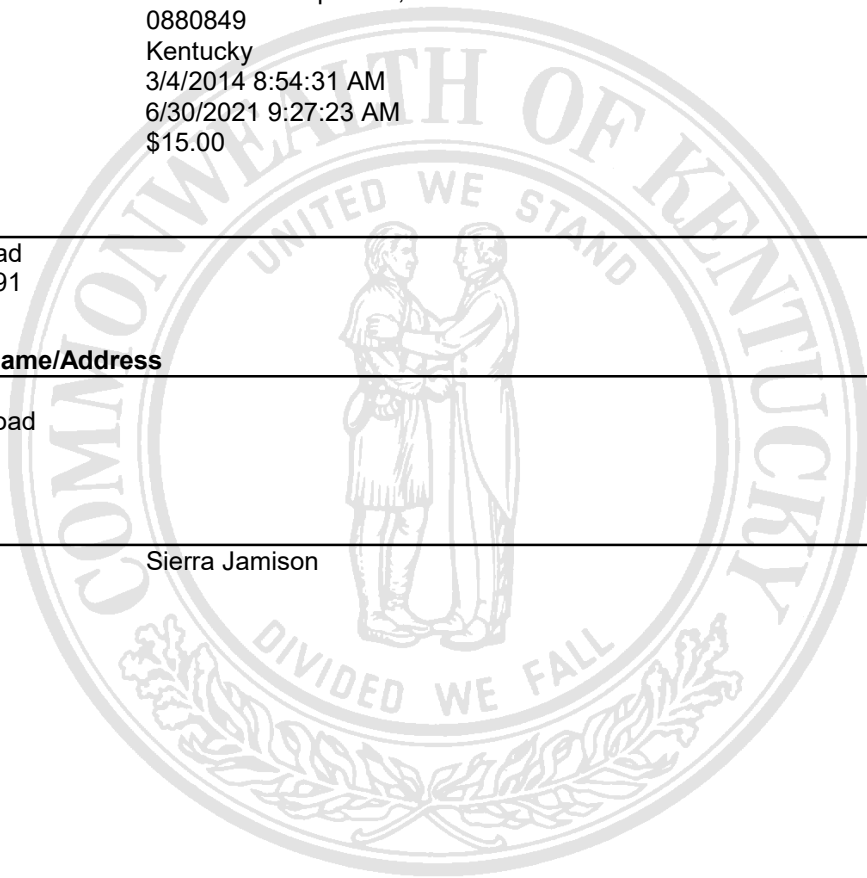 0880849
Kentucky
3/4/2014 8:54:31 AM
6/30/2021 9:27:23 AM
$15.00
ad
91
ame/Address
oad
Sierra Jamison
COMMONWEALTH OF KENTUCKY
UNITED WE STAND
DIVIDED WE FALL